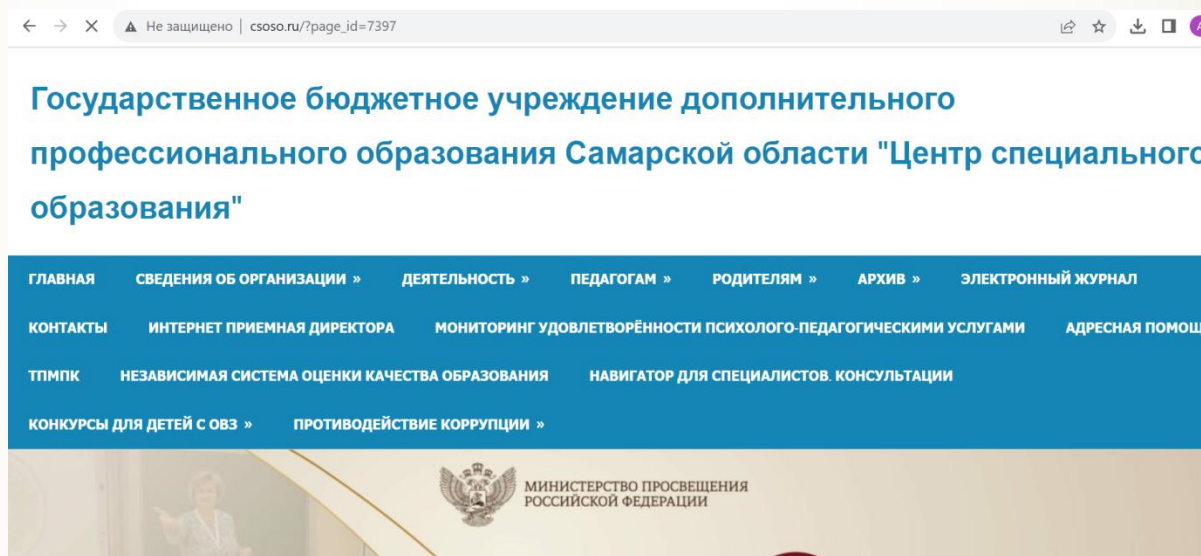 Не защищено | csoso.ru/?page_id=7397
Государственное бюджетное учреждение дополнительного
профессионального образования Самарской области "Центр специального
образования"
ГЛАВНАЯ СВЕДЕНИЯ ОБ ОРГАНИЗАЦИИ » ДЕЯТЕЛЬНОСТЬ » ПЕДАГОГАМ » РОДИТЕЛЯМ » АРХИВ » ЭЛЕКТРОННЫЙ ЖУРНАЛ
КОНТАКТЫ ИНТЕРНЕТ ПРИЕМНАЯ ДИРЕКТОРА МОНИТОРИНГ УДОВЛЕТВОРЁННОСТИ ПСИХОЛОГО-ПЕДАГОГИЧЕСКИМИ УСЛУГАМИ АДРЕСНАЯ ПОМОЩ
ТПМПК НЕЗАВИСИМАЯ СИСТЕМА ОЦЕНКИ КАЧЕСТВА ОБРАЗОВАНИЯ НАВИГАТОР ДЛЯ СПЕЦИАЛИСТОВ. КОНСУЛЬТАЦИИ
КОНКУРСЫ ДЛЯ ДЕТЕЙ С ОВЗ » ПРОТИВОДЕЙСТВИЕ КОРРУПЦИИ »
МИНИСТЕРСТВО ПРОСВЕЩЕНИЯ
РОССИЙСКОЙ ФЕДЕРАЦИИ